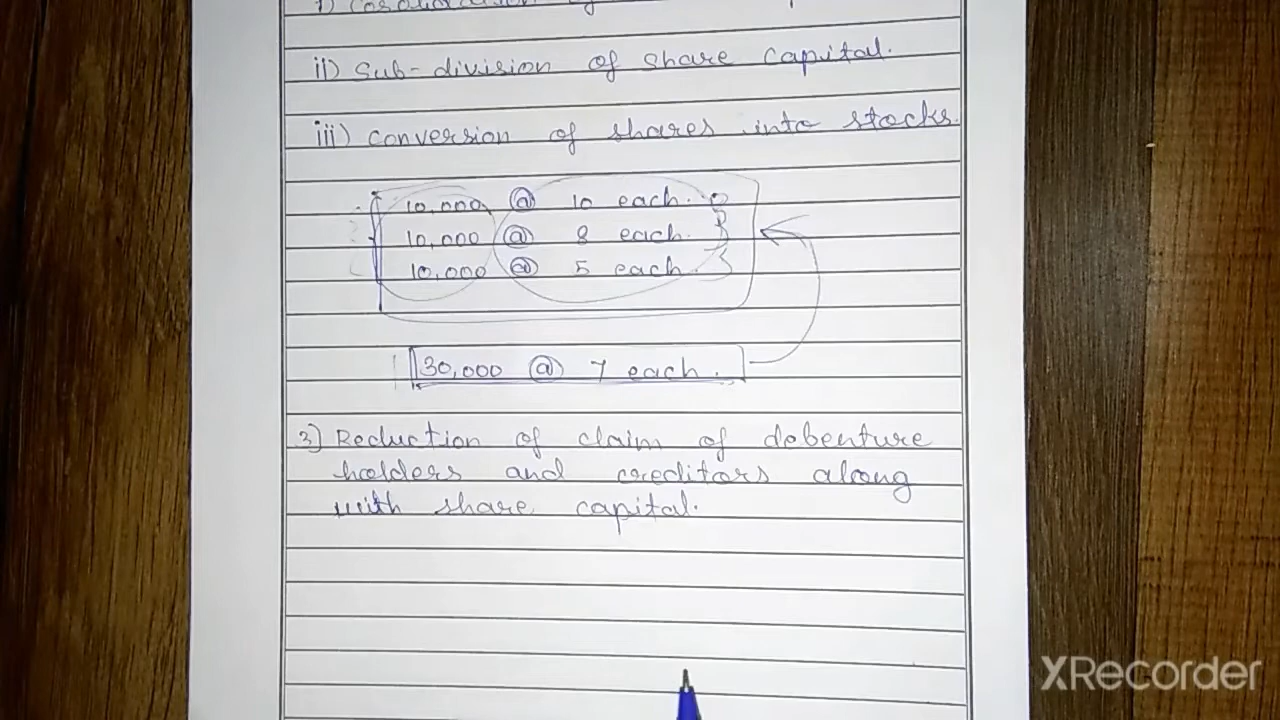 ii) Sub-division of share capital.
iii) Conversion of shares into stocks.
10,000 @ 10 each.
10,000 @ 8 each.
10,000 @ 5 each.
30,000 @ 7 each.
3) Reduction of claim of debenture
holders and creditors along
with share capital.
XRecorder